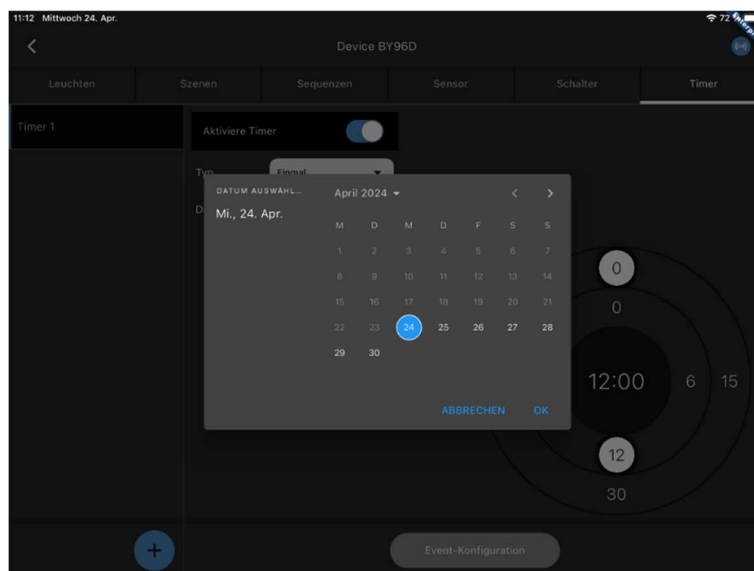 11:12 Mittwoch 24. Apr.
72 %
Device BY96D
Leuchten Szenen Sequenzen Sensor Schalter Timer
Timer 1
Aktiviere Timer
Typ Einmal
DATUM AUSWÄHL...
Mi., 24. Apr.
April 2024
M D M D F S S
1 2 3 4 5 6 7
8 9 10 11 12 13 14
15 16 17 18 19 20 21
22 23 24 25 26 27 28
29 30
ABBRECHEN OK
0
0
12:00 6 15
12
30
+
Event-Konfiguration